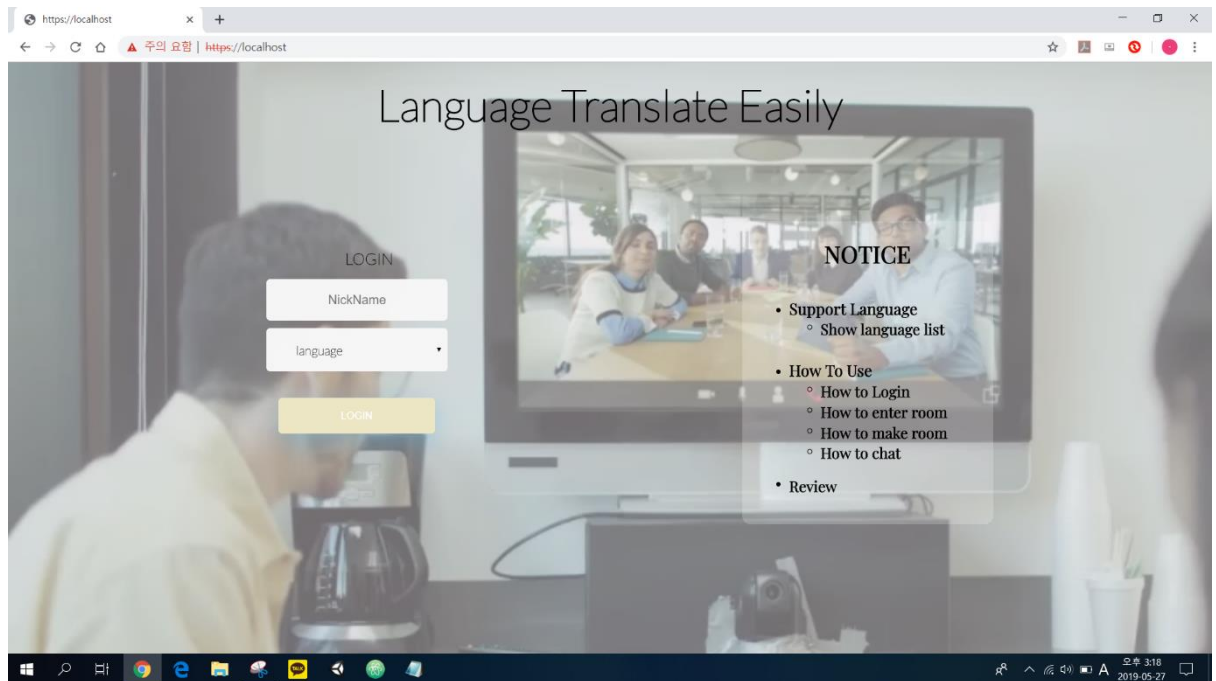 https://localhost
주의 요함 | https://localhost
Language Translate Easily
LOGIN
NickName
language
LOGIN
NOTICE
Support Language
Show language list
How To Use
How to Login
How to enter room
How to make room
How to chat
Review
TALK
A
오후 3:18
2019-05-27